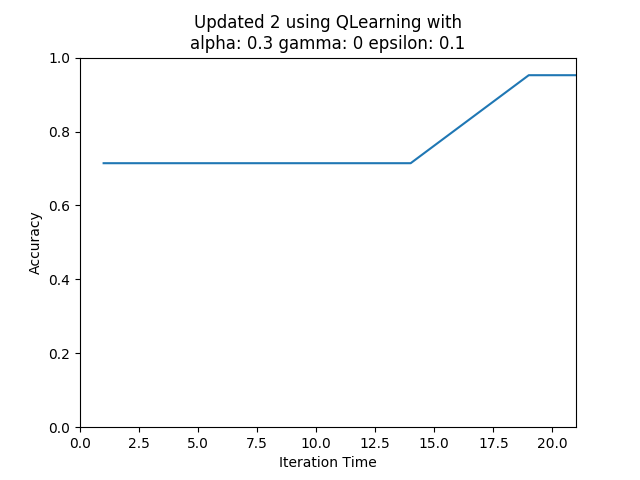 Updated 2 using QLearning with
alpha: 0.3 gamma: 0 epsilon: 0.1
1.0
0.8
0.6
0.4
0.2
0.0
Accuracy
0.0 2.5 5.0 7.5 10.0 12.5 15.0 17.5 20.0
Iteration Time